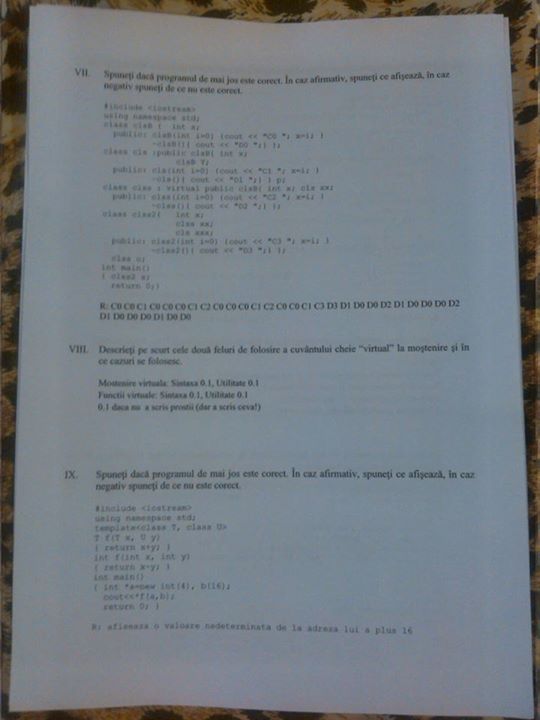 VII. Spuneți dacă programul de mai jos este corect. În caz afirmativ, spuneți ce afișează, în caz
negativ spuneți de ce nu este corect.
#include <iostream>
using namespace std;
class clsB { int x;
public: clsB(int i=0) {cout << "C0 "; x=i; }
~clsB(){ cout << "D0 ";} };
class cls :public clsB{ int x;
clsB Y;
public: cls(int i=0) {cout << "C1 "; x=i; }
~cls(){ cout << "D1 ";} } p;
class clss : virtual public clsB{ int x; cls xx;
public: clss(int i=0) {cout << "C2 "; x=i; }
~clss(){ cout << "D2 ";} };
class clss2{ int x;
clss xx;
cls xxx;
public: clss2(int i=0) {cout << "C3 "; x=i; }
~clss2(){ cout << "D3 ";} };
clss u;
int main()
{ clss2 s;
return 0;}
R: C0 C0 C1 C0 C0 C0 C1 C2 C0 C0 C0 C1 C2 C0 C0 C1 C3 D3 D1 D0 D0 D2 D1 D0 D0 D0 D2
D1 D0 D0 D0 D1 D0 D0
VIII. Descrieți pe scurt cele două feluri de folosire a cuvântului cheie "virtual" la moștenire și în
ce cazuri se folosesc.
Mostenire virtuala: Sintaxa 0.1, Utilitate 0.1
Functii virtuale: Sintaxa 0.1, Utilitate 0.1
0.1 daca nu a scris prostii (dar a scris ceva!)
IX. Spuneți dacă programul de mai jos este corect. În caz afirmativ, spuneți ce afișează, în caz
negativ spuneți de ce nu este corect.
#include <iostream>
using namespace std;
template<class T, class U>
T f(T x, U y)
{ return x+y; }
int f(int x, int y)
{ return x-y; }
int main()
{ int *a=new int(4), b(16);
cout<<*f(a,b);
return 0; }
R: afiseaza o valoare nedeterminata de la adresa lui a plus 16